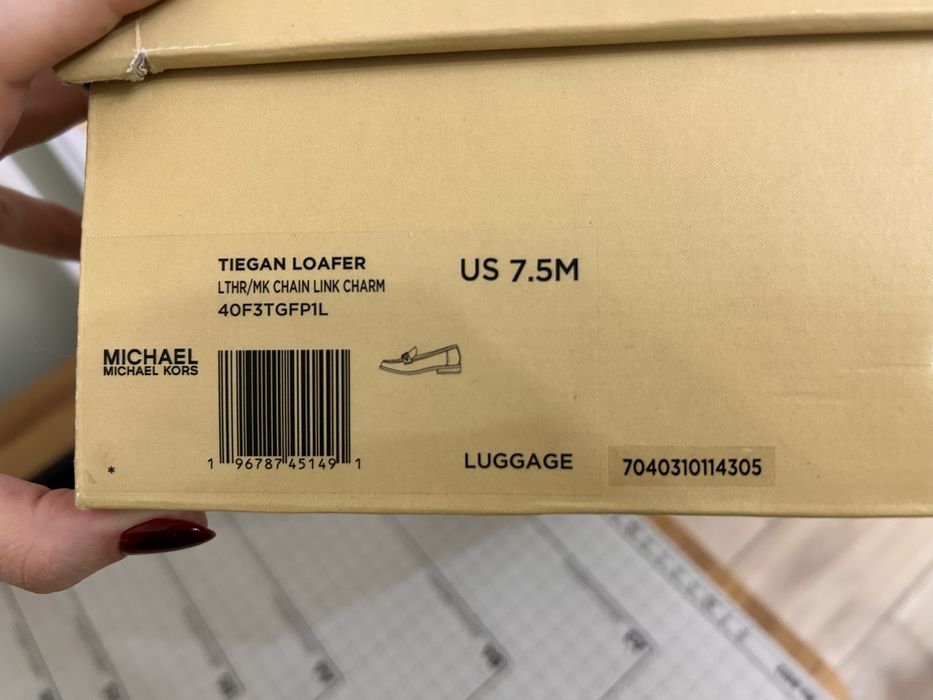 TIEGAN LOAFER
LTHR/MK CHAIN LINK CHARM
40F3TGFP1L
US 7.5M
MICHAEL
MICHAEL KORS
1 96787 45149 1
*
LUGGAGE
7040310114305